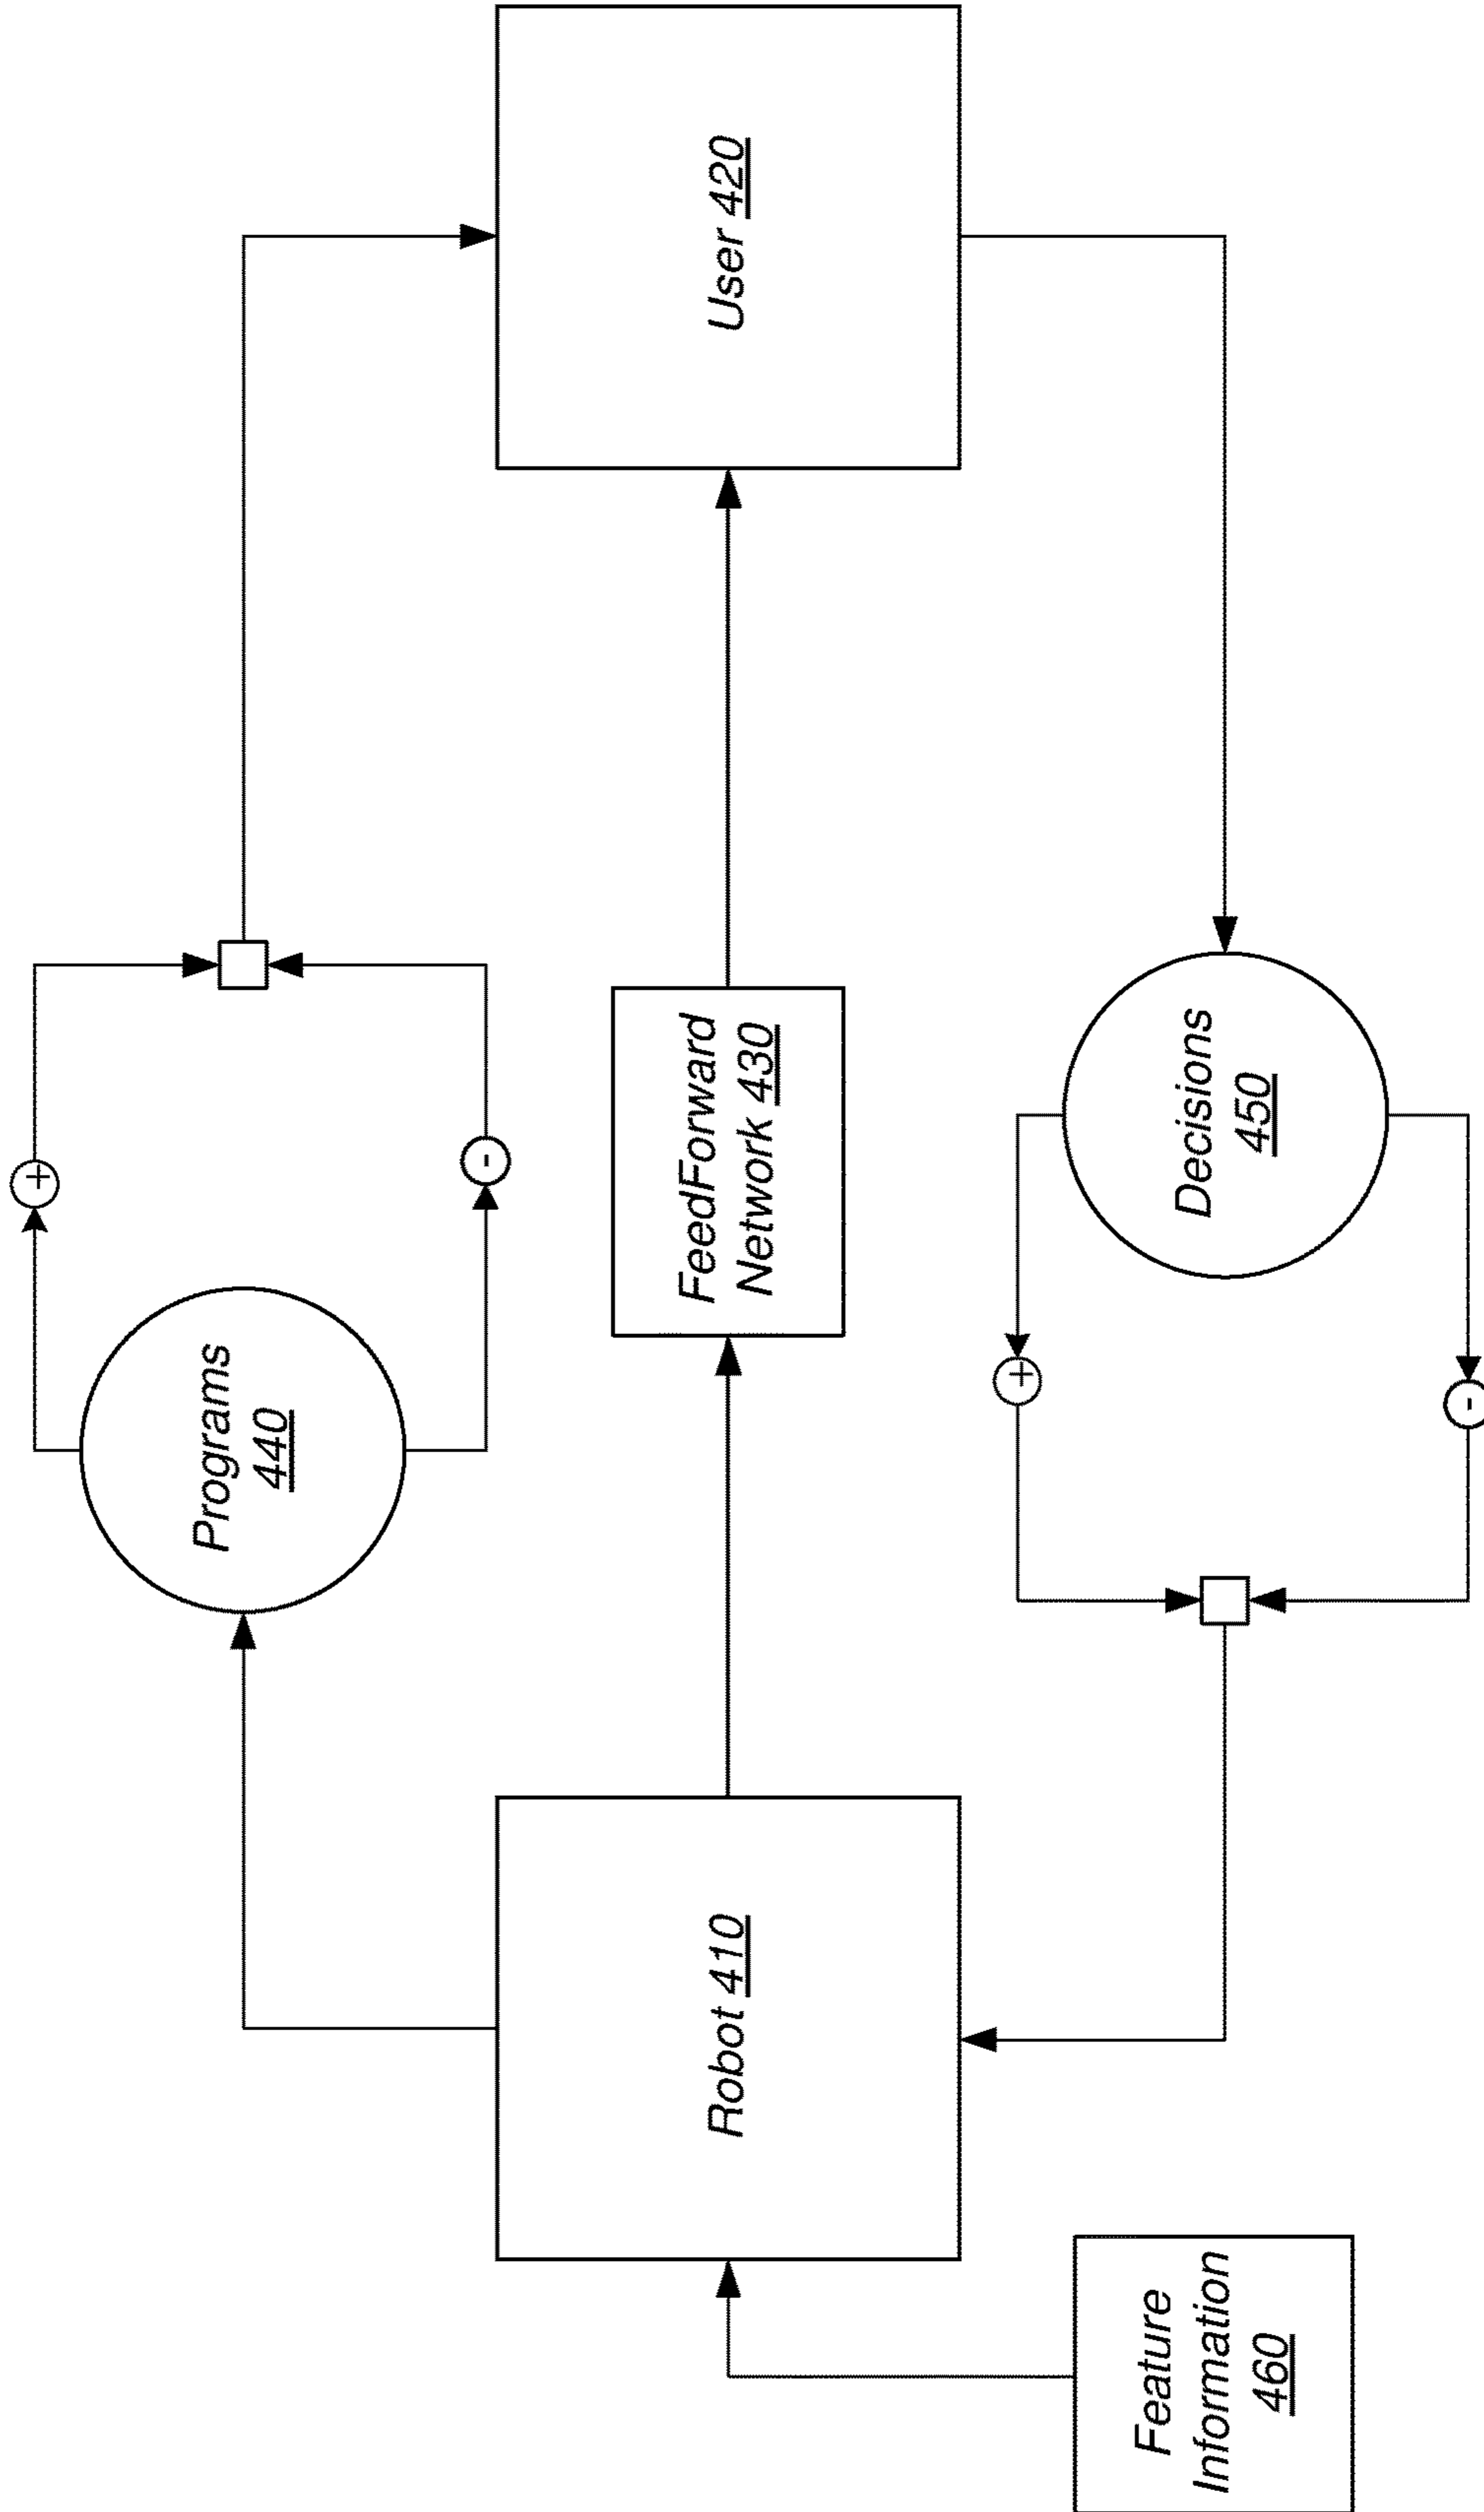 +
Programs
440
-
Robot 410
FeedForward
Network 430
User 420
+
Decisions
450
-
Feature
Information
460